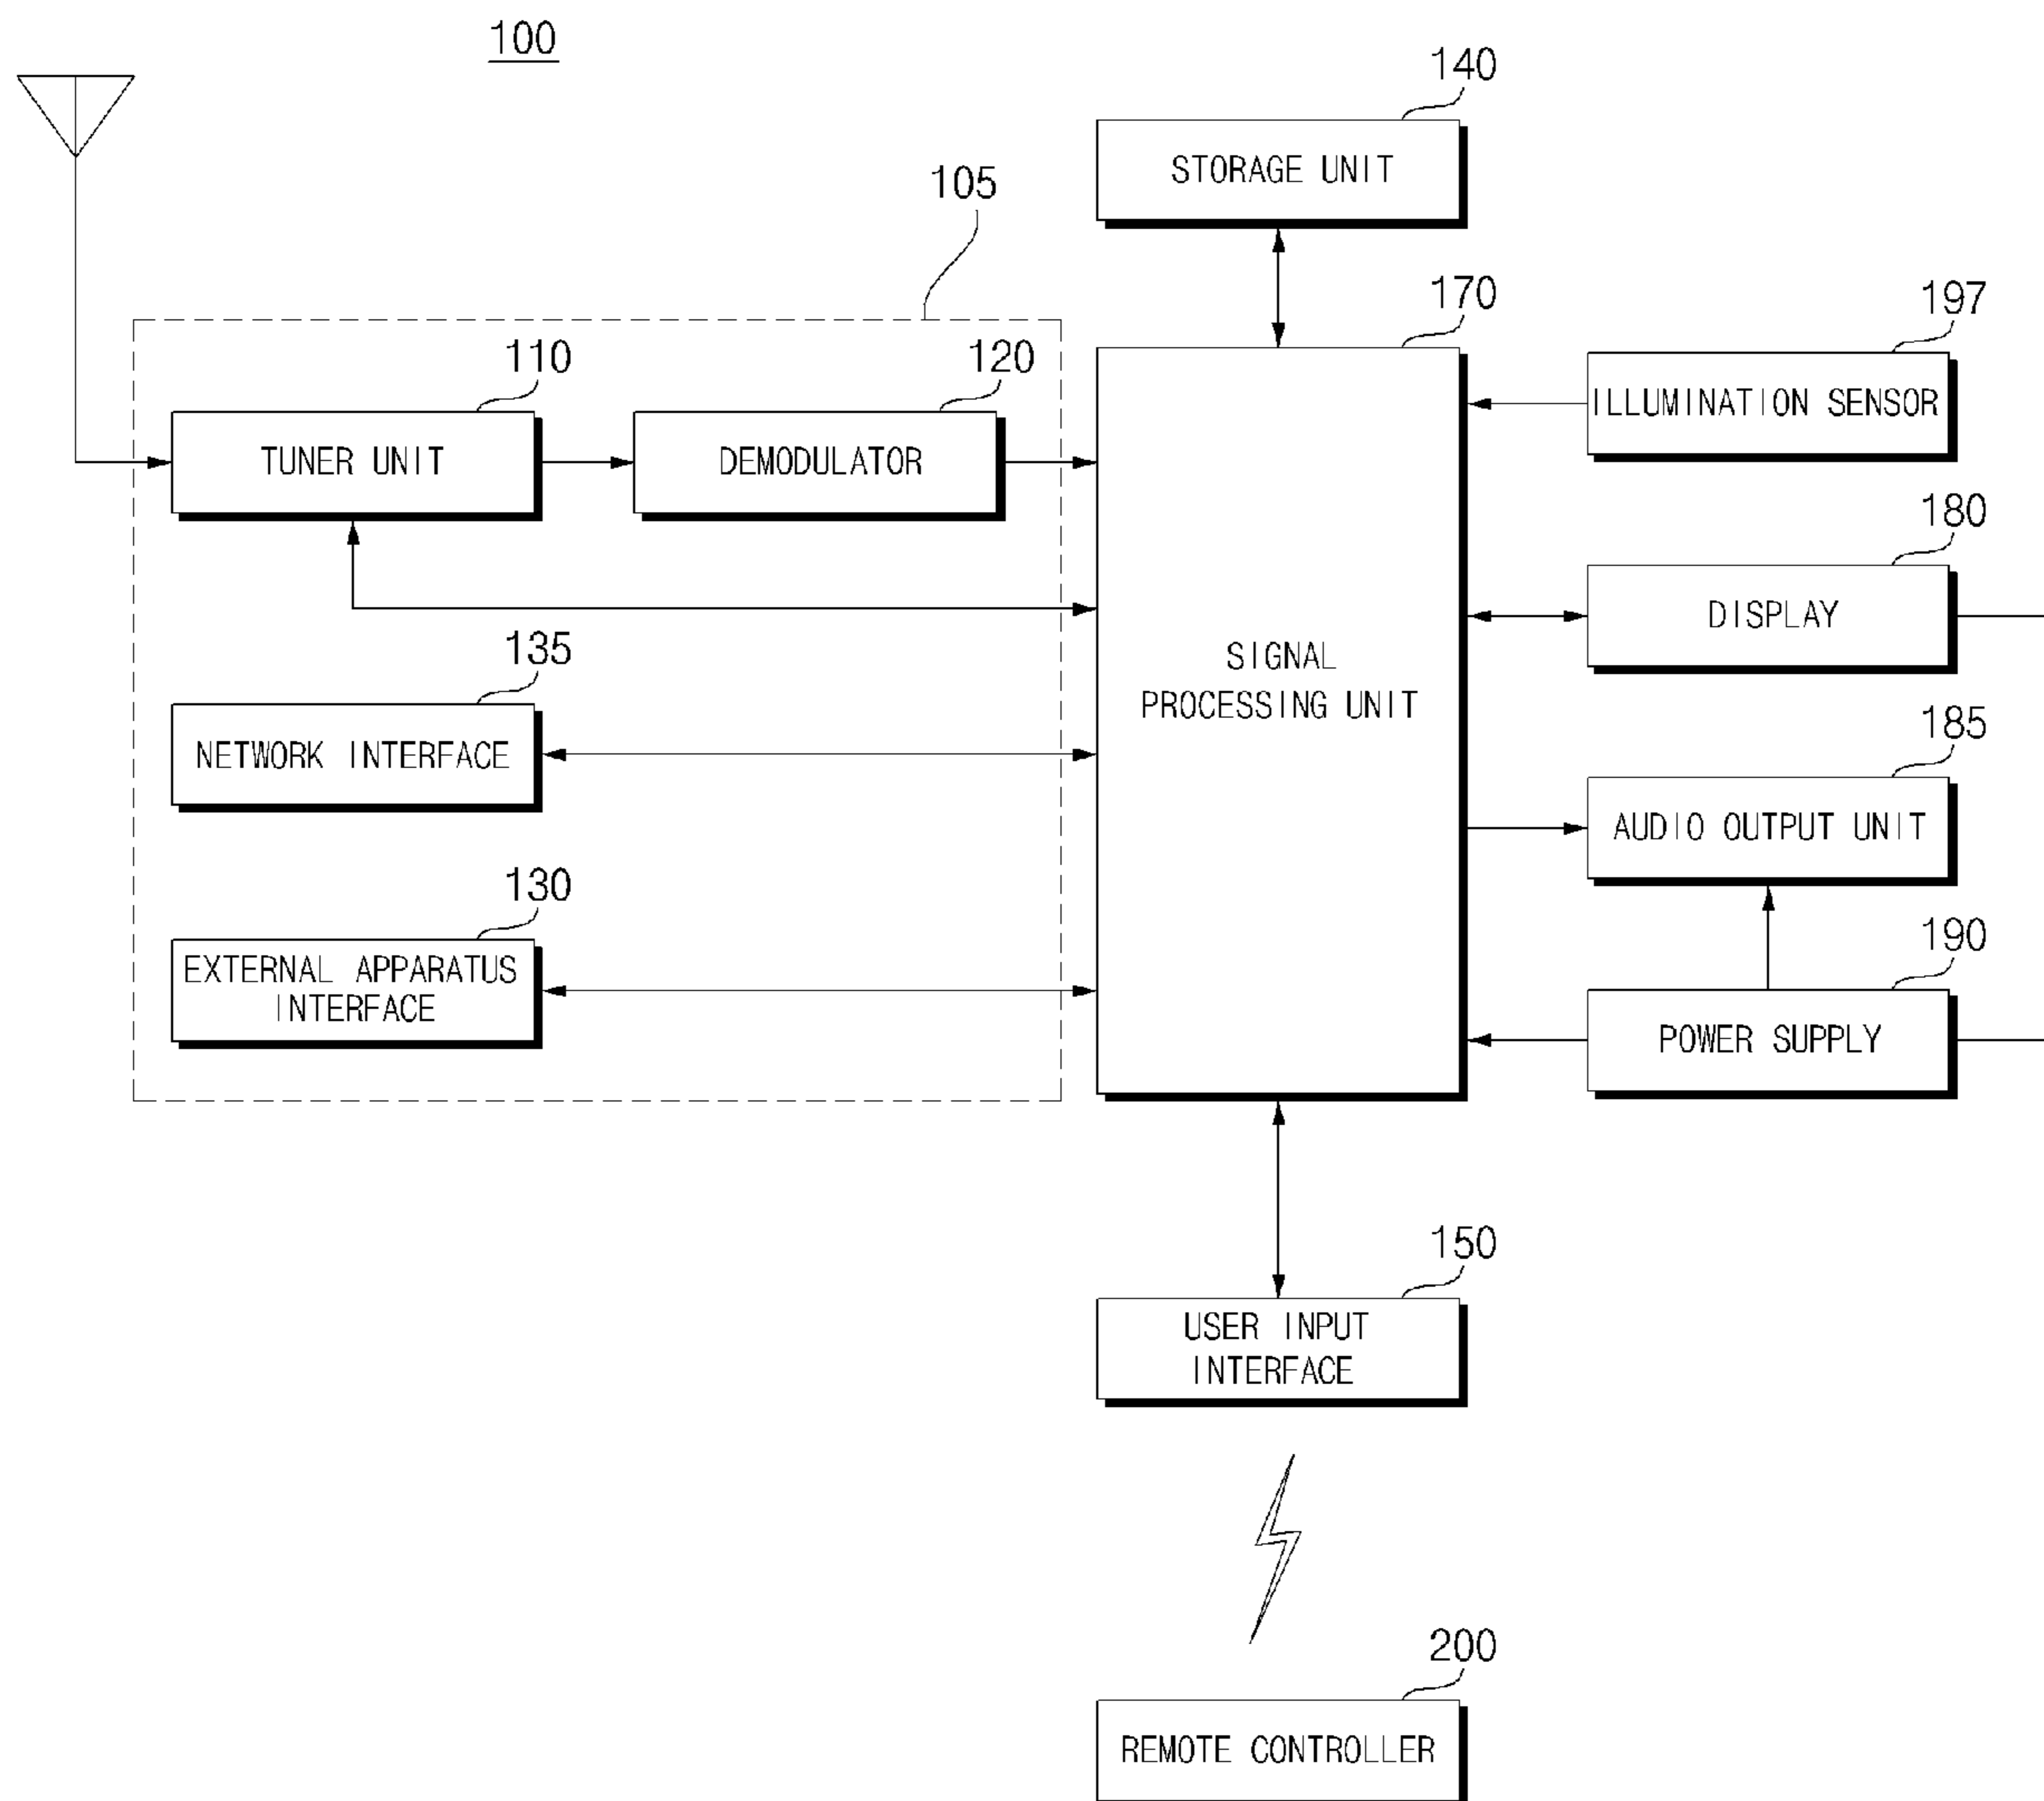 100
140
STORAGE UNIT
105
170
197
110
120
ILLUMINATION SENSOR
TUNER UNIT
DEMODULATOR
180
DISPLAY
135
SIGNAL
PROCESSING UNIT
NETWORK INTERFACE
185
AUDIO OUTPUT UNIT
130
190
EXTERNAL APPARATUS
INTERFACE
POWER SUPPLY
150
USER INPUT
INTERFACE
200
REMOTE CONTROLLER